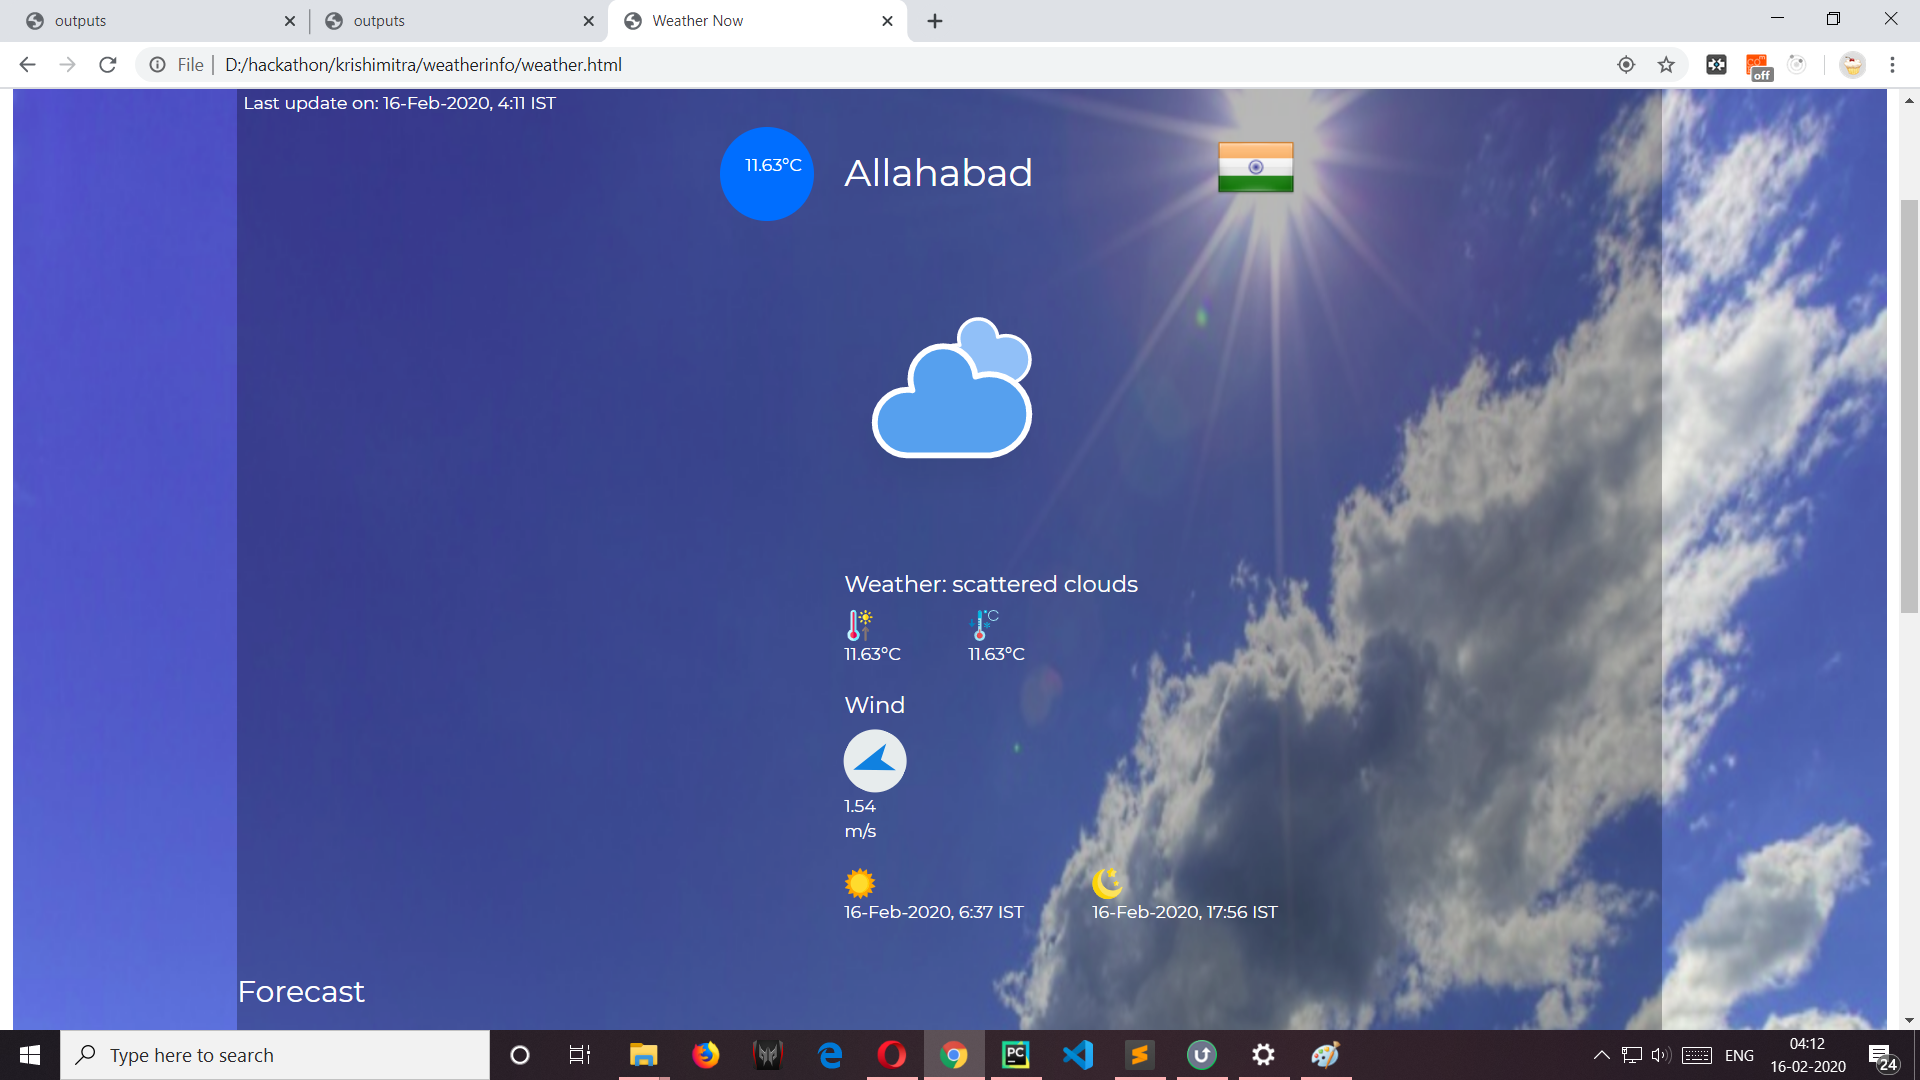 outputs
outputs
Weather Now
File
D:/hackathon/krishimitra/weatherinfo/weather.html
off
Last update on: 16-Feb-2020, 4:11 IST
11.63°C
Allahabad
Weather: scattered clouds
°C
11.63°C
11.63°C
Wind
1.54
m/s
16-Feb-2020, 6:37 IST
16-Feb-2020, 17:56 IST
Forecast
Type here to search
PC
ENG
04:12
16-02-2020
24